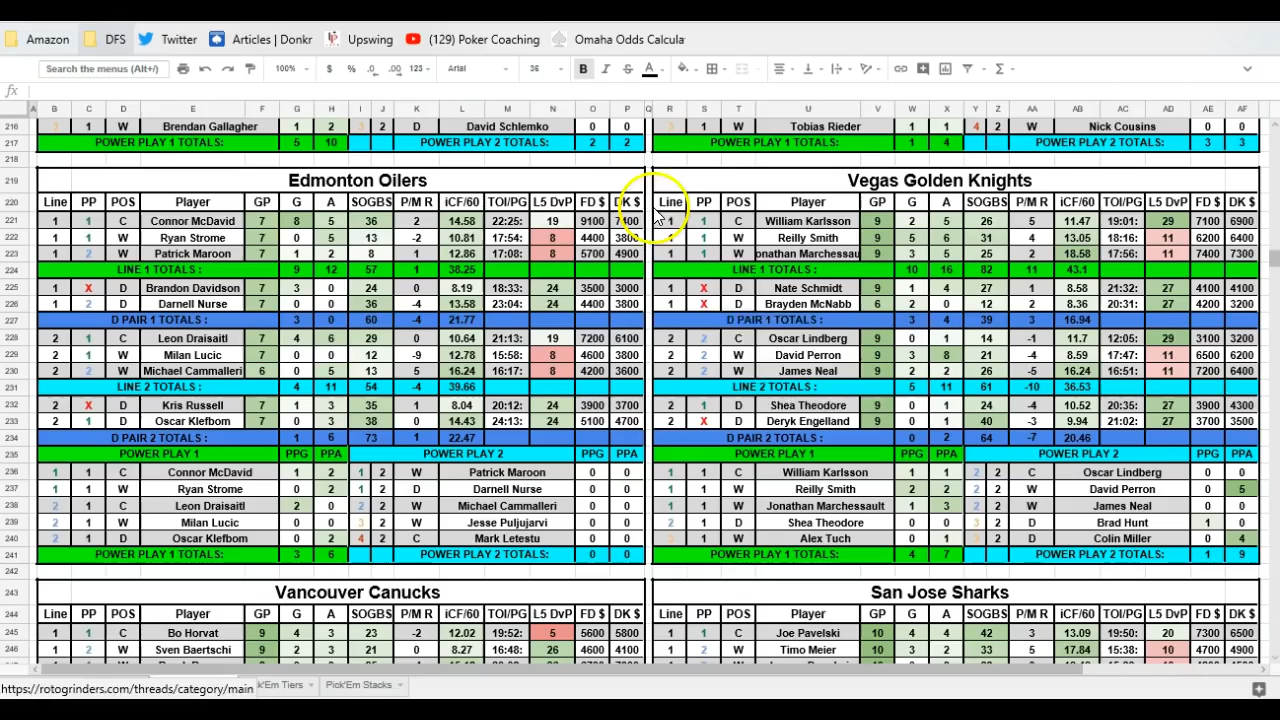 Amazon DFS Twitter Articles | Donkr Upswing (129) Poker Coaching Omaha Odds Calcula
Search the menus (Alt+/) 100% $ % .0 .00 123 Arial 36 B I S A
fx
A B C D E F G H I J K L M N O P Q R S T U V W X Y Z AA AB AC AD AE AF
216 3 1 W Brendan Gallagher 1 2 3 2 D David Schlemko 0 0 3 1 W Tobias Rieder 1 1 4 2 W Nick Cousins 0 0
217 POWER PLAY 1 TOTALS: 5 10 POWER PLAY 2 TOTALS: 2 2 POWER PLAY 1 TOTALS: 1 4 POWER PLAY 2 TOTALS: 3 3
218
219 Edmonton Oilers Vegas Golden Knights
220 Line PP POS Player GP G A SOGBS P/M R iCF/60 TOI/PG L5 DvP FD $ DK $ Line PP POS Player GP G A SOGBS P/M R iCF/60 TOI/PG L5 DvP FD $ DK $
221 1 1 C Connor McDavid 7 8 5 36 2 14.58 22:25: 19 9100 7400 1 1 C William Karlsson 9 2 5 26 5 11.47 19:01: 29 7100 6900
222 1 1 W Ryan Strome 7 0 5 13 -2 10.81 17:54: 8 4400 3800 1 1 W Reilly Smith 9 5 6 31 4 13.05 18:16: 11 6200 6400
223 1 2 W Patrick Maroon 7 1 2 8 1 12.86 17:08: 8 5700 4900 1 1 W onathan Marchessau 9 3 5 25 2 18.58 17:56: 11 7400 7300
224 LINE 1 TOTALS : 9 12 57 1 38.25 LINE 1 TOTALS : 10 16 82 11 43.1
225 1 X D Brandon Davidson 7 3 0 24 0 8.19 18:33: 24 3500 3000 1 X D Nate Schmidt 9 1 4 27 1 8.58 21:32: 27 4100 4100
226 1 2 D Darnell Nurse 7 0 0 36 -4 13.58 23:04: 24 4400 3800 1 X D Brayden McNabb 6 2 0 12 2 8.36 20:31: 27 4200 3200
227 D PAIR 1 TOTALS : 3 0 60 -4 21.77 D PAIR 1 TOTALS : 3 4 39 3 16.94
228 2 1 C Leon Draisaitl 7 4 6 29 0 10.64 21:13: 19 7200 6100 2 2 C Oscar Lindberg 9 0 1 14 -1 11.7 12:05: 29 3100 3200
229 2 1 W Milan Lucic 7 0 0 12 -9 12.78 15:58: 8 4600 3800 2 2 W David Perron 9 3 8 21 -4 8.59 17:47: 11 6500 6200
230 2 2 W Michael Cammalleri 6 0 5 13 5 16.24 16:17: 8 4200 3600 2 2 W James Neal 9 2 2 26 -5 16.24 16:51: 11 7200 6400
231 LINE 2 TOTALS : 4 11 54 -4 39.66 LINE 2 TOTALS : 5 11 61 -10 36.53
232 2 X D Kris Russell 7 1 3 35 1 8.04 20:12: 24 3900 3700 2 1 D Shea Theodore 9 0 1 24 -4 10.52 20:35: 27 3900 4300
233 2 1 D Oscar Klefbom 7 0 3 38 0 14.43 24:13: 24 5100 4700 2 X D Deryk Engelland 9 0 1 40 -3 9.94 21:02: 27 3700 3500
234 D PAIR 2 TOTALS : 1 6 73 1 22.47 D PAIR 2 TOTALS : 0 2 64 -7 20.46
235 POWER PLAY 1 PPG PPA POWER PLAY 2 PPG PPA POWER PLAY 1 PPG PPA POWER PLAY 2 PPG PPA
236 1 1 C Connor McDavid 1 2 1 2 W Patrick Maroon 0 0 1 1 C William Karlsson 1 0 2 2 C Oscar Lindberg 0 0
237 1 1 W Ryan Strome 0 2 1 2 D Darnell Nurse 0 0 1 1 W Reilly Smith 2 2 2 2 W David Perron 0 5
238 2 1 C Leon Draisaitl 2 0 2 2 W Michael Cammalleri 0 0 1 1 W Jonathan Marchessault 1 3 2 2 W James Neal 0 0
239 2 1 W Milan Lucic 0 0 3 2 W Jesse Puljujarvi 0 0 2 1 D Shea Theodore 0 1 3 2 D Brad Hunt 1 0
240 2 1 D Oscar Klefbom 0 2 4 2 C Mark Letestu 0 0 3 1 W Alex Tuch 0 1 3 2 D Colin Miller 0 4
241 POWER PLAY 1 TOTALS: 3 6 POWER PLAY 2 TOTALS: 0 0 POWER PLAY 1 TOTALS: 4 7 POWER PLAY 2 TOTALS: 1 9
242
243 Vancouver Canucks San Jose Sharks
244 Line PP POS Player GP G A SOGBS P/M R iCF/60 TOI/PG L5 DvP FD $ DK $ Line PP POS Player GP G A SOGBS P/M R iCF/60 TOI/PG L5 DvP FD $ DK $
245 1 1 C Bo Horvat 9 4 3 23 -2 12.02 19:52: 5 5600 5800 1 1 C Joe Pavelski 10 4 4 42 3 13.09 19:50: 20 7300 6500
246 1 2 W Sven Baertschi 9 2 3 21 0 8.27 16:48: 26 4600 4400 1 2 W Timo Meier 10 2 2 33 5 17.84 15:08: 10 4700 4900
https://rotogrinders.com/threads/category/main k'Em Tiers Pick'Em Stacks